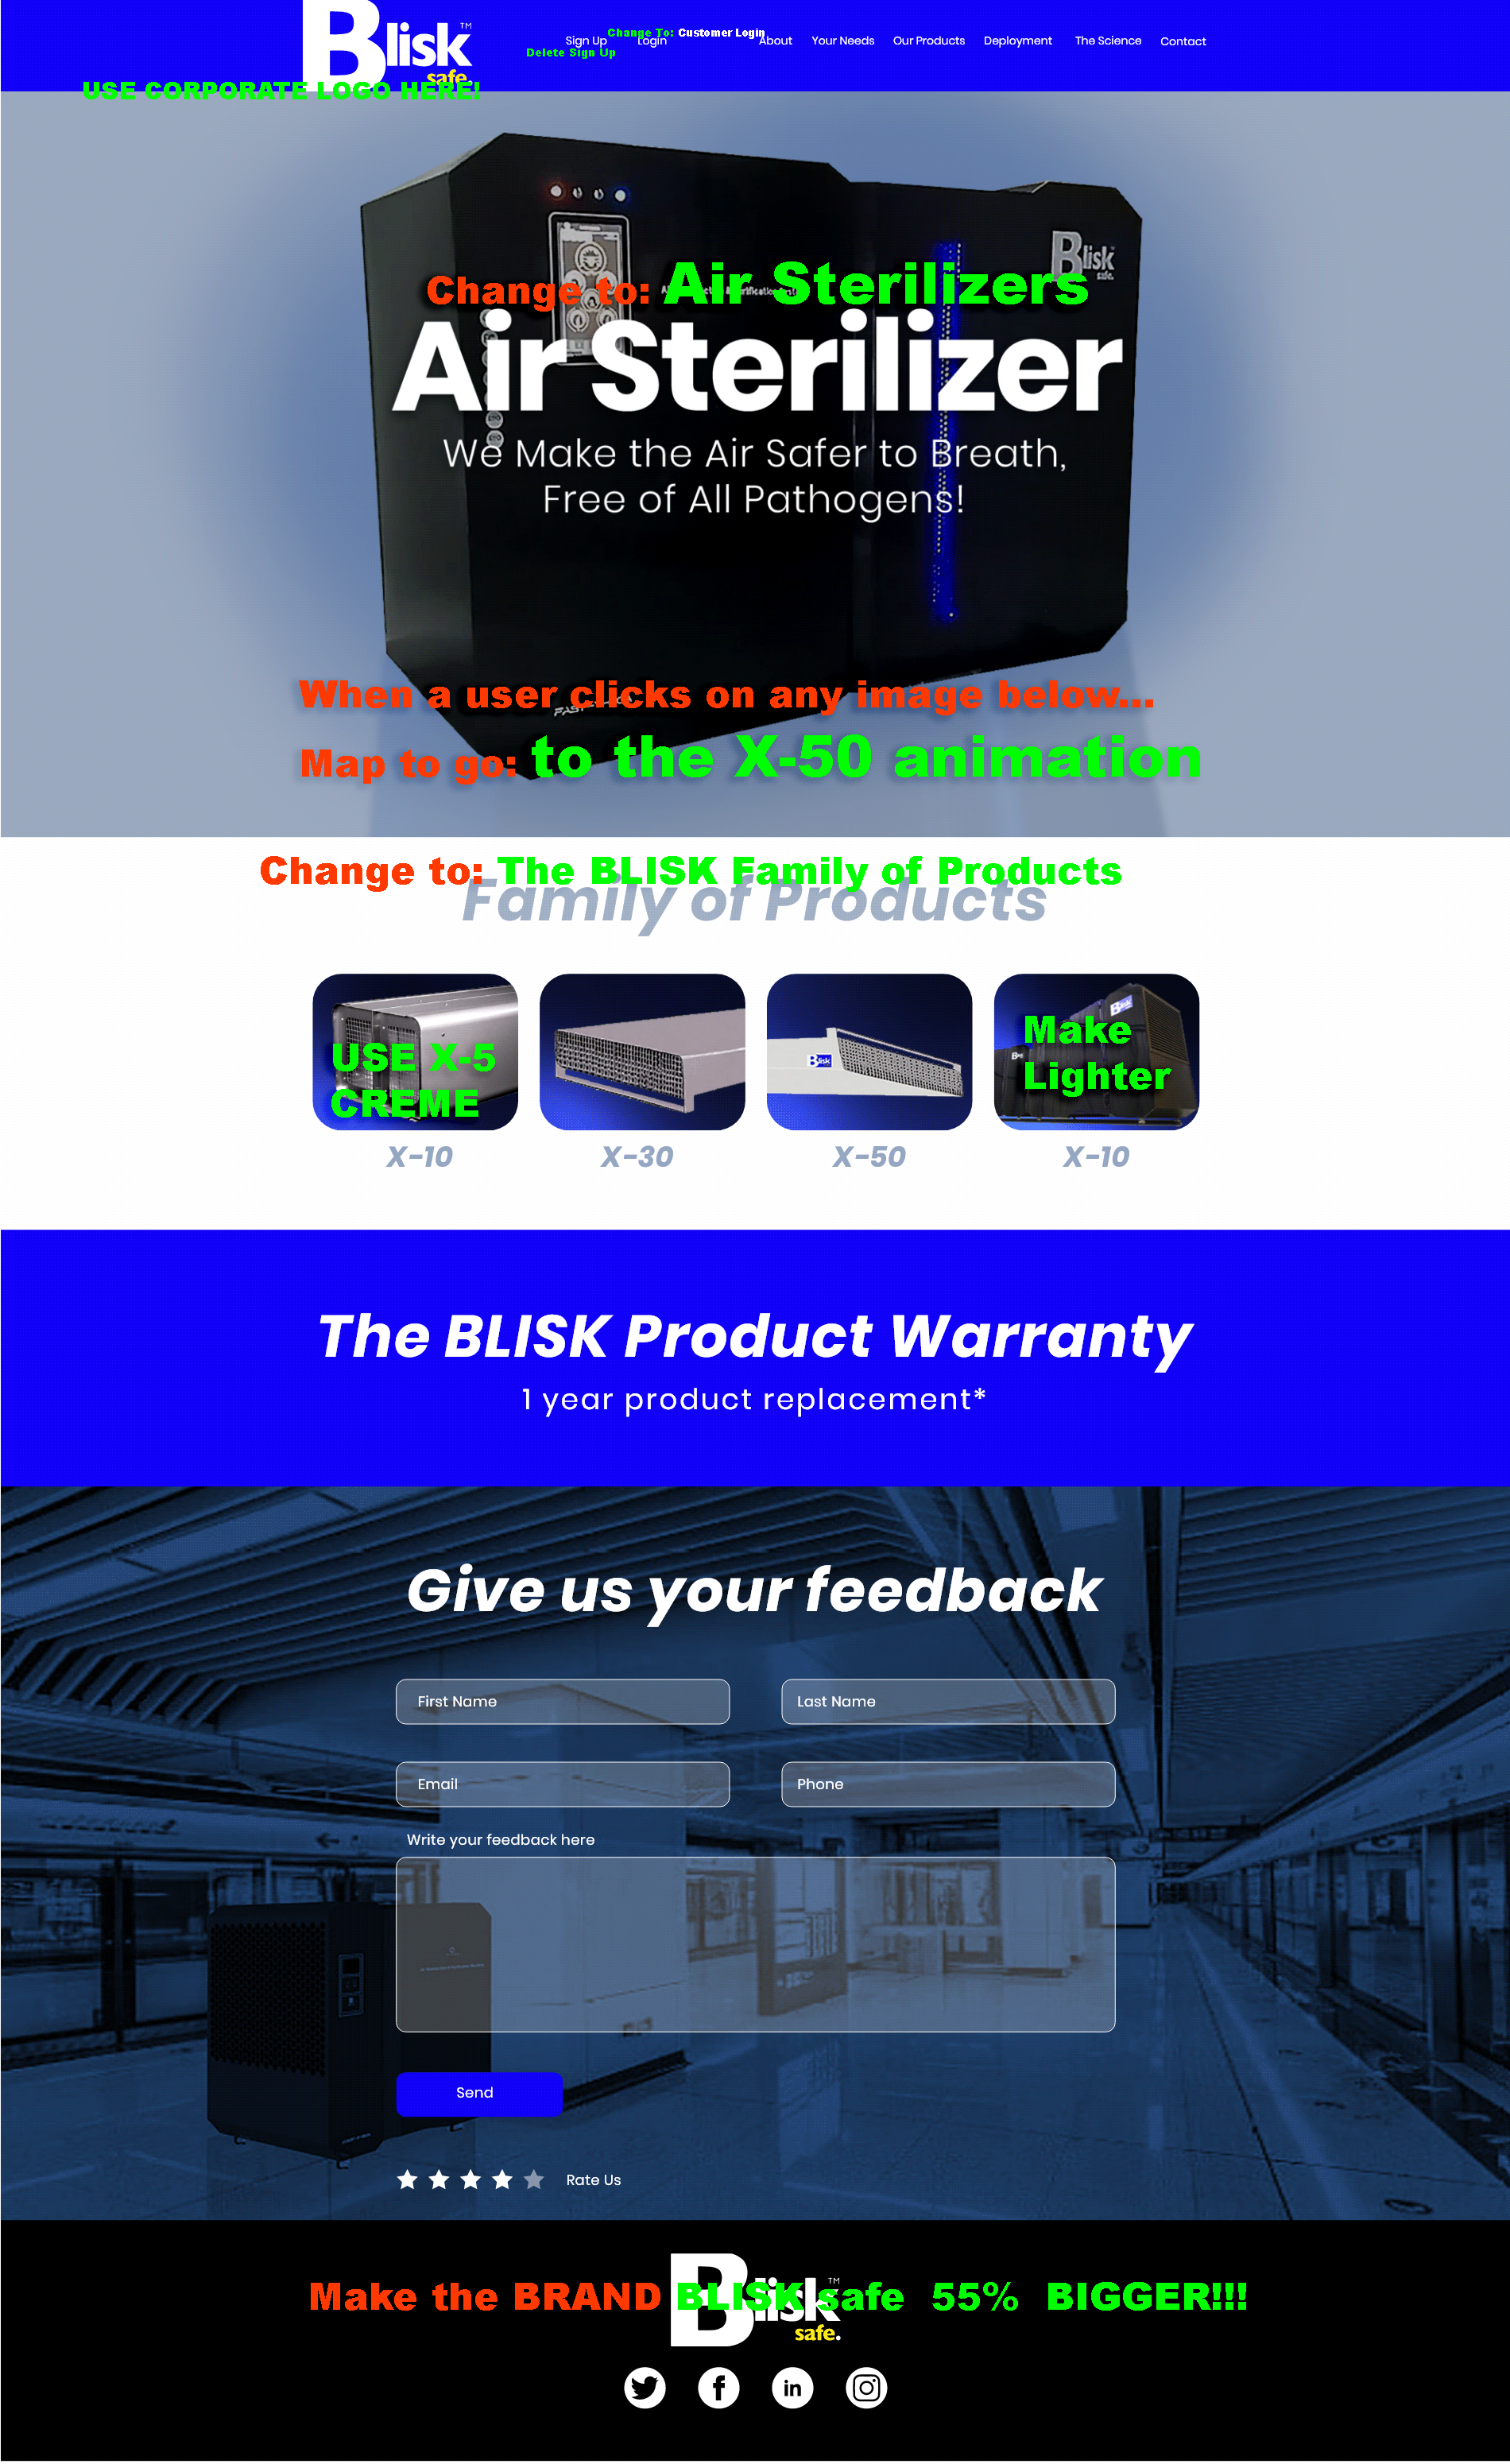 Blisk™
safe.
Change To: Customer Login
Sign Up Login About Your Needs Our Products Deployment The Science Contact
Delete Sign Up
USE CORPORATE LOGO HERE!
Blisk
safe.
Change to: Air Sterilizers
Air Sterilizer
We Make the Air Safer to Breath,
Free of All Pathogens!
When a user clicks on any image below...
Map to go: to the X-50 animation
Change to: The BLISK Family of Products
Family of Products
USE X-5
CREME
Blisk
Blisk
Make
Lighter
X-10 X-30 X-50 X-10
The BLISK Product Warranty
1 year product replacement*
Give us your feedback
First Name Last Name
Email Phone
Write your feedback here
Send
Rate Us
Make the BRAND BLISK safe 55% BIGGER!!!
Blisk™
safe.